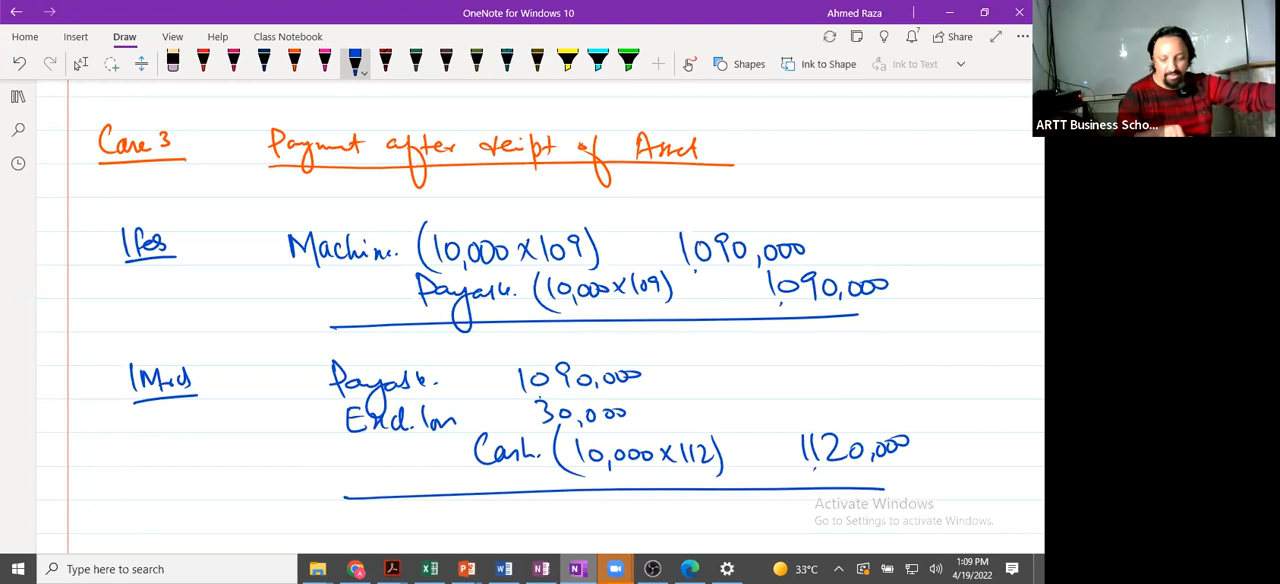 OneNote for Windows 10
Ahmed Raza
Home Insert Draw View Help Class Notebook
Share
Shapes Ink to Shape Ink to Text
ARTT Business Scho...
Case 3 Payment after reipt of Asset
1 Feb Machine. (10,000 x 109) 1090,000
Payab. (10,000 x 109) 1090,000
1 March Payab. 1090,000
Exch. loss 30,000
Cash. (10,000 x 112) 1120,000
Activate Windows
Go to Settings to activate Windows.
Type here to search
33°C
1:09 PM
4/19/2022